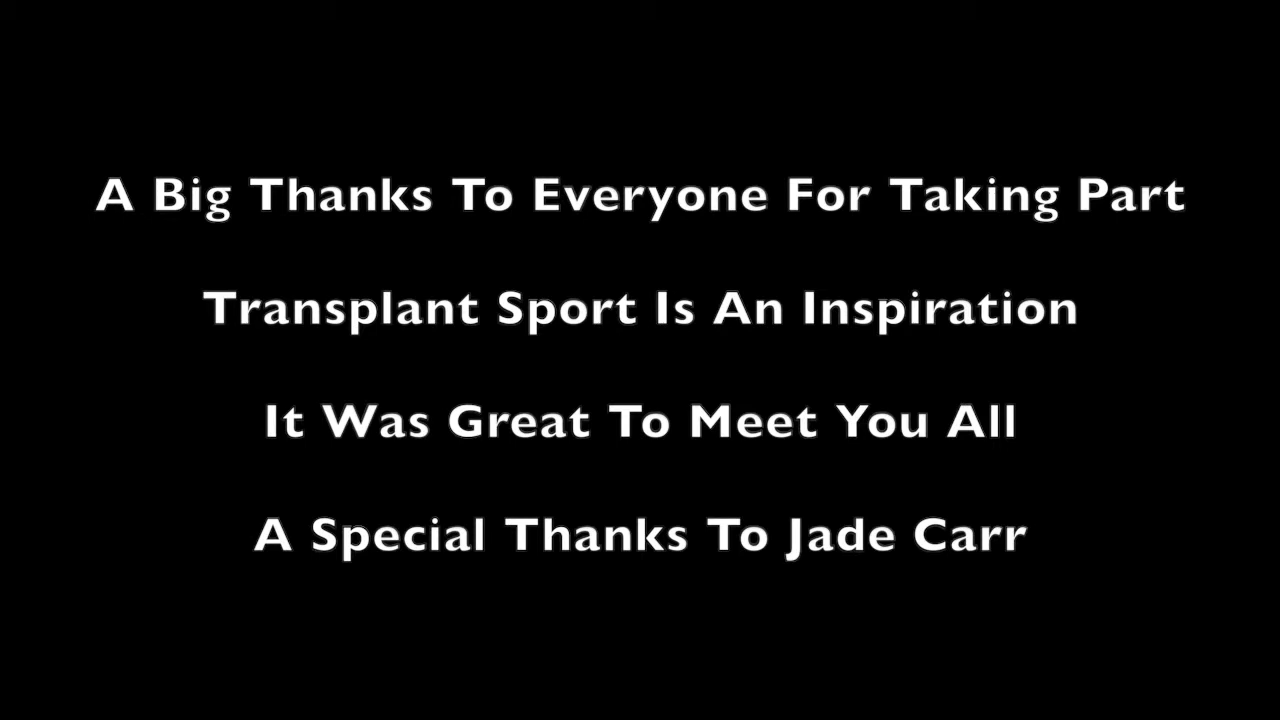 A Big Thanks To Everyone For Taking Part
Transplant Sport Is An Inspiration
It Was Great To Meet You All
A Special Thanks To Jade Carr